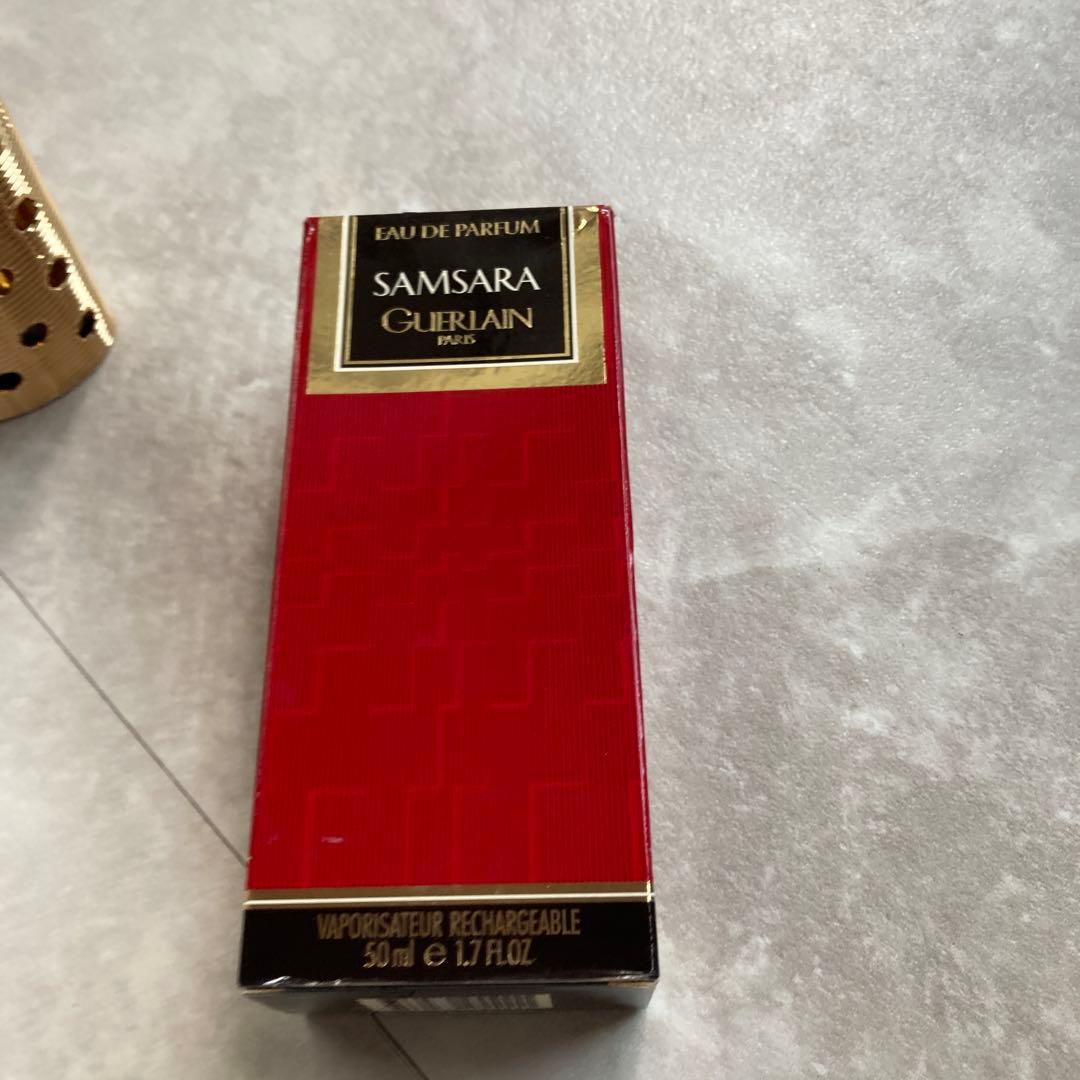 EAU DE PARFUM
SAMSARA
GUERLAIN
PARIS
VAPORISATEUR RECHARGEABLE
50 ml e 1.7 FL.OZ